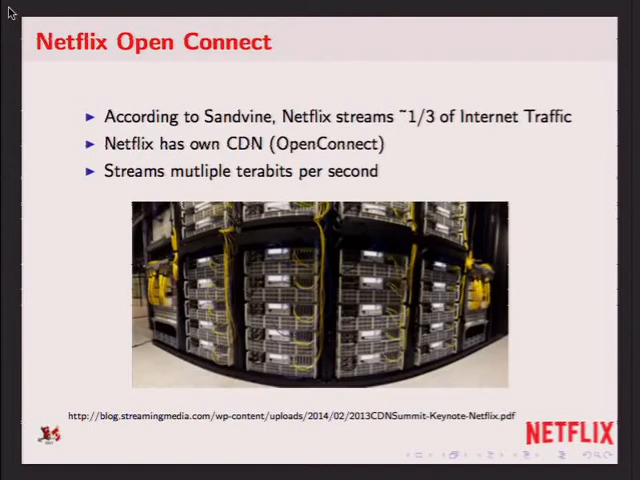 Netflix Open Connect
According to Sandvine, Netflix streams ~1/3 of Internet Traffic
Netflix has own CDN (OpenConnect)
Streams mutliple terabits per second
http://blog.streamingmedia.com/wp-content/uploads/2014/02/2013CDNSummit-Keynote-Netflix.pdf
NETFLIX